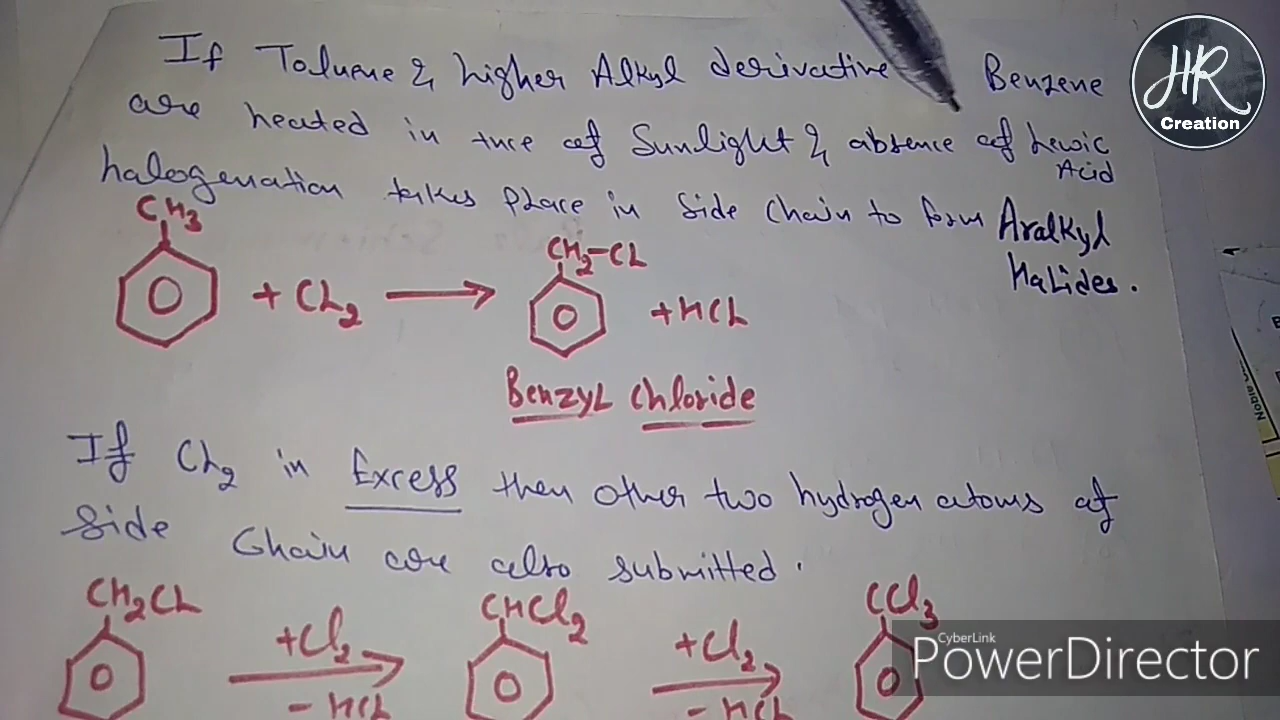 If Toluene & higher Alkyl derivative Benzene
are heated in of Sunlight & absence of Lewic
Acid
halogenation takes place in side chain to form Aralkyl
Halides.
CH3
+ Cl2
CH2-Cl
+HCl
Benzyl chloride
If Cl2 in Excess then other two hydrogen atoms of
side Chain are also submitted.
CH2Cl
+Cl2
- HCl
CHCl2
+Cl2
- HCl
CCl3
HR
Creation
CyberLink
PowerDirector
Noble